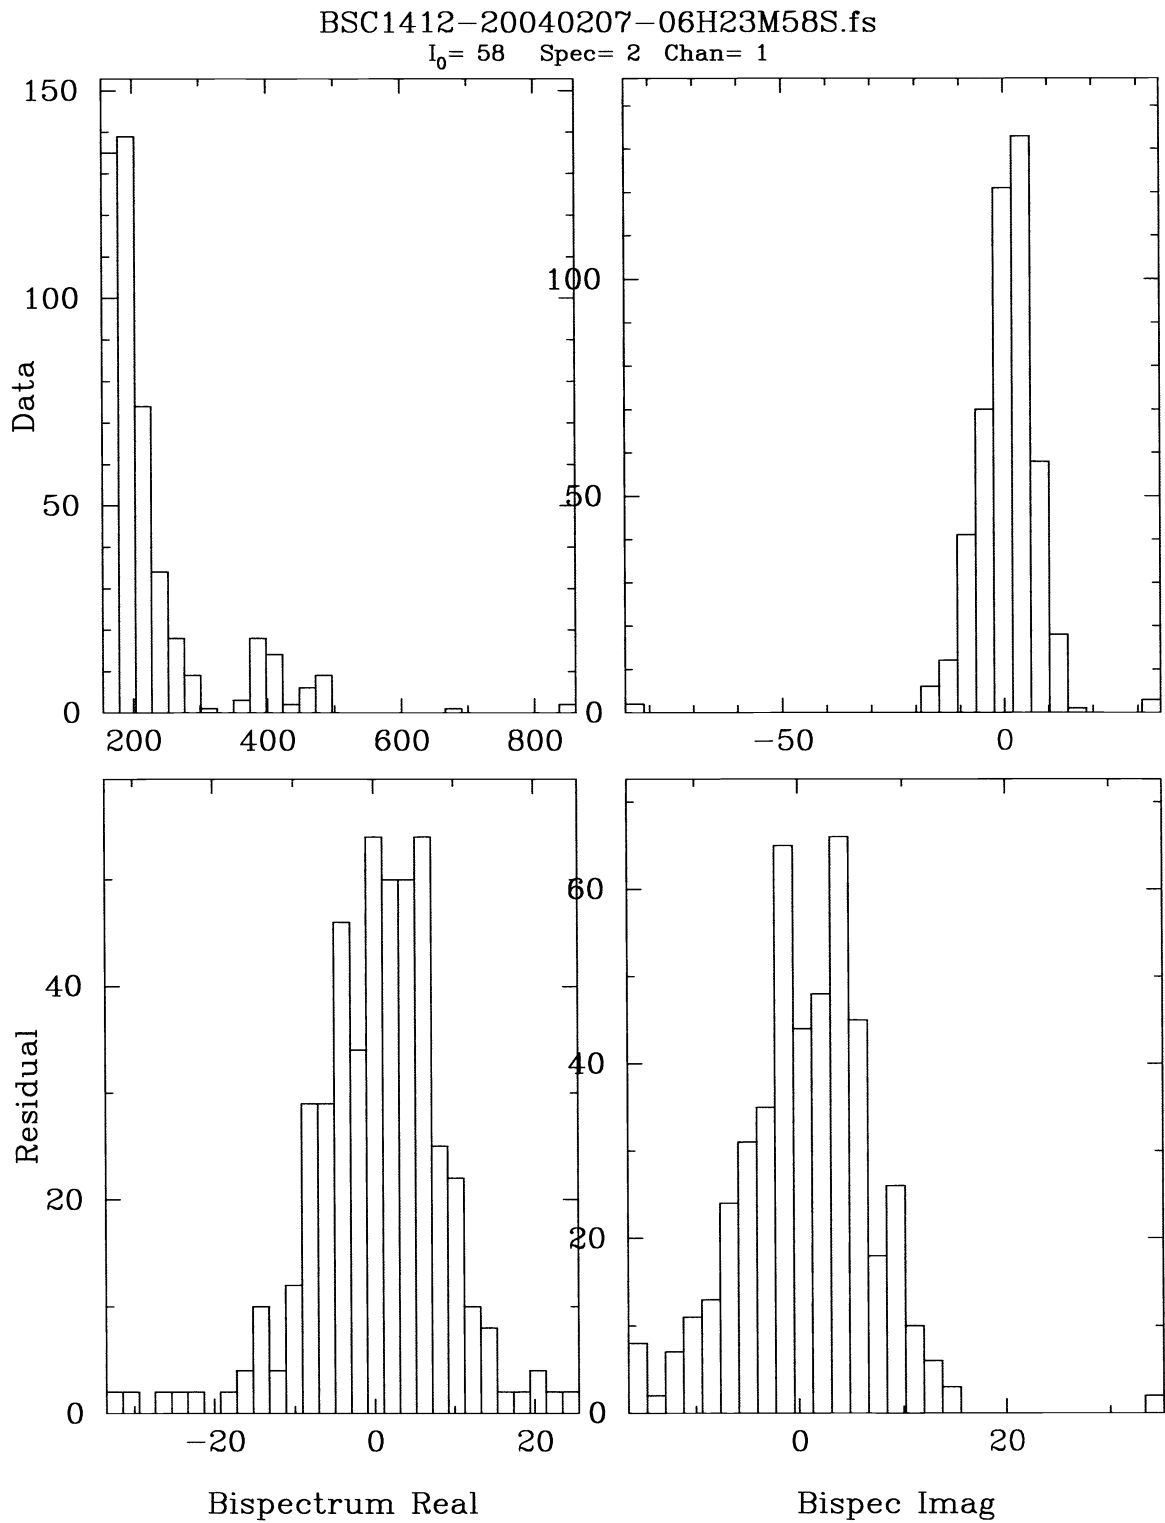 BSC1412-20040207-06H23M58S.fs
I₀= 58 Spec= 2 Chan= 1
150
100
50
0
Data
200 400 600 800
100
50
0
-50 0
40
20
0
Residual
-20 0 20
Bispectrum Real
60
40
20
0
0 20
Bispec Imag